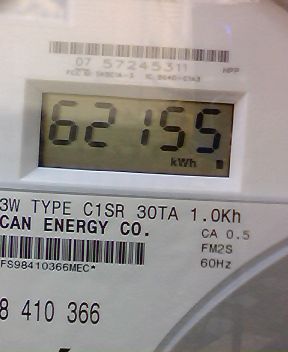 07 57245311
HPP
62155
kWh
3W TYPE C1SR 30TA 1.0Kh
CAN ENERGY CO.
CA 0.5
FM2S
60Hz
FS98410366MEC*
8 410 366